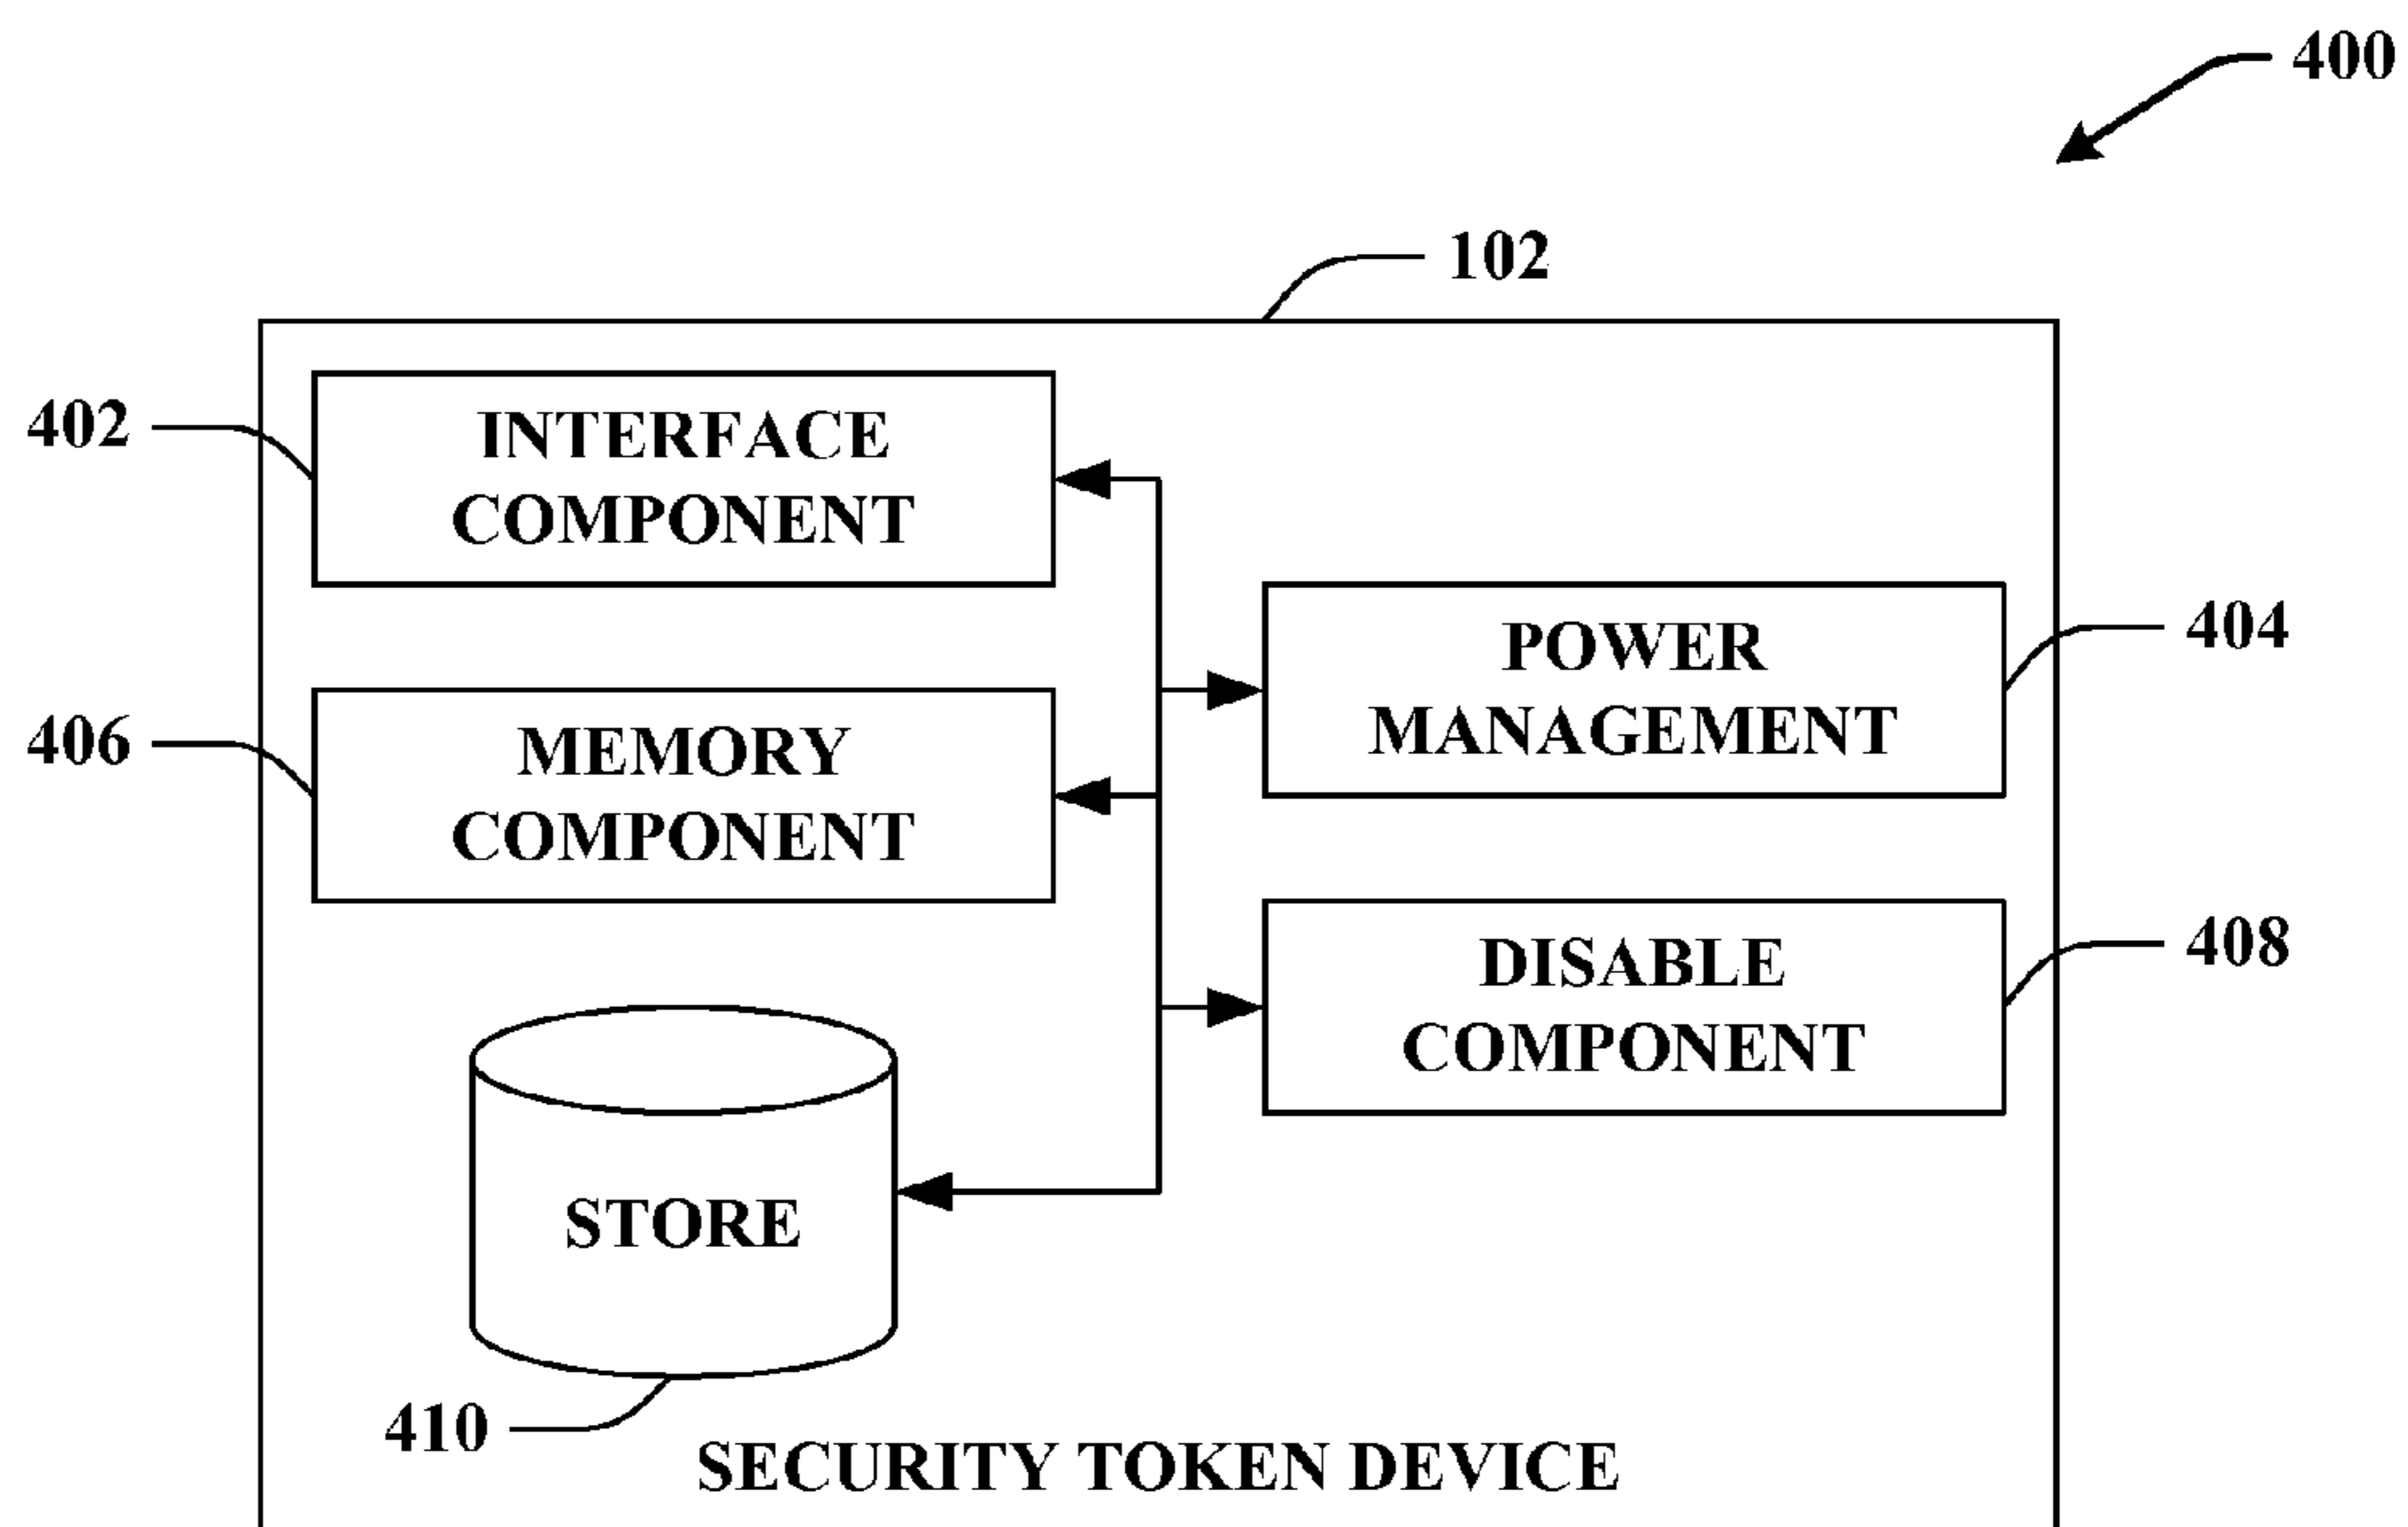 400
102
402
INTERFACE
COMPONENT
POWER
MANAGEMENT
404
406
MEMORY
COMPONENT
DISABLE
COMPONENT
408
STORE
410
SECURITY TOKEN DEVICE